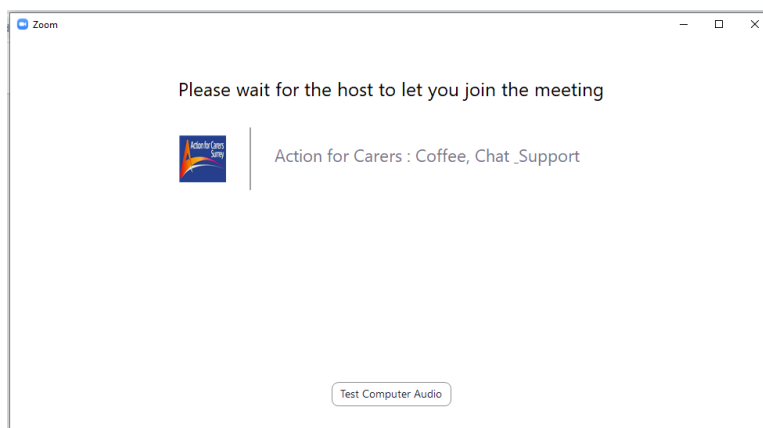 Zoom
Please wait for the host to let you join the meeting
Action for Carers
Surrey
Action for Carers : Coffee, Chat _Support
Test Computer Audio